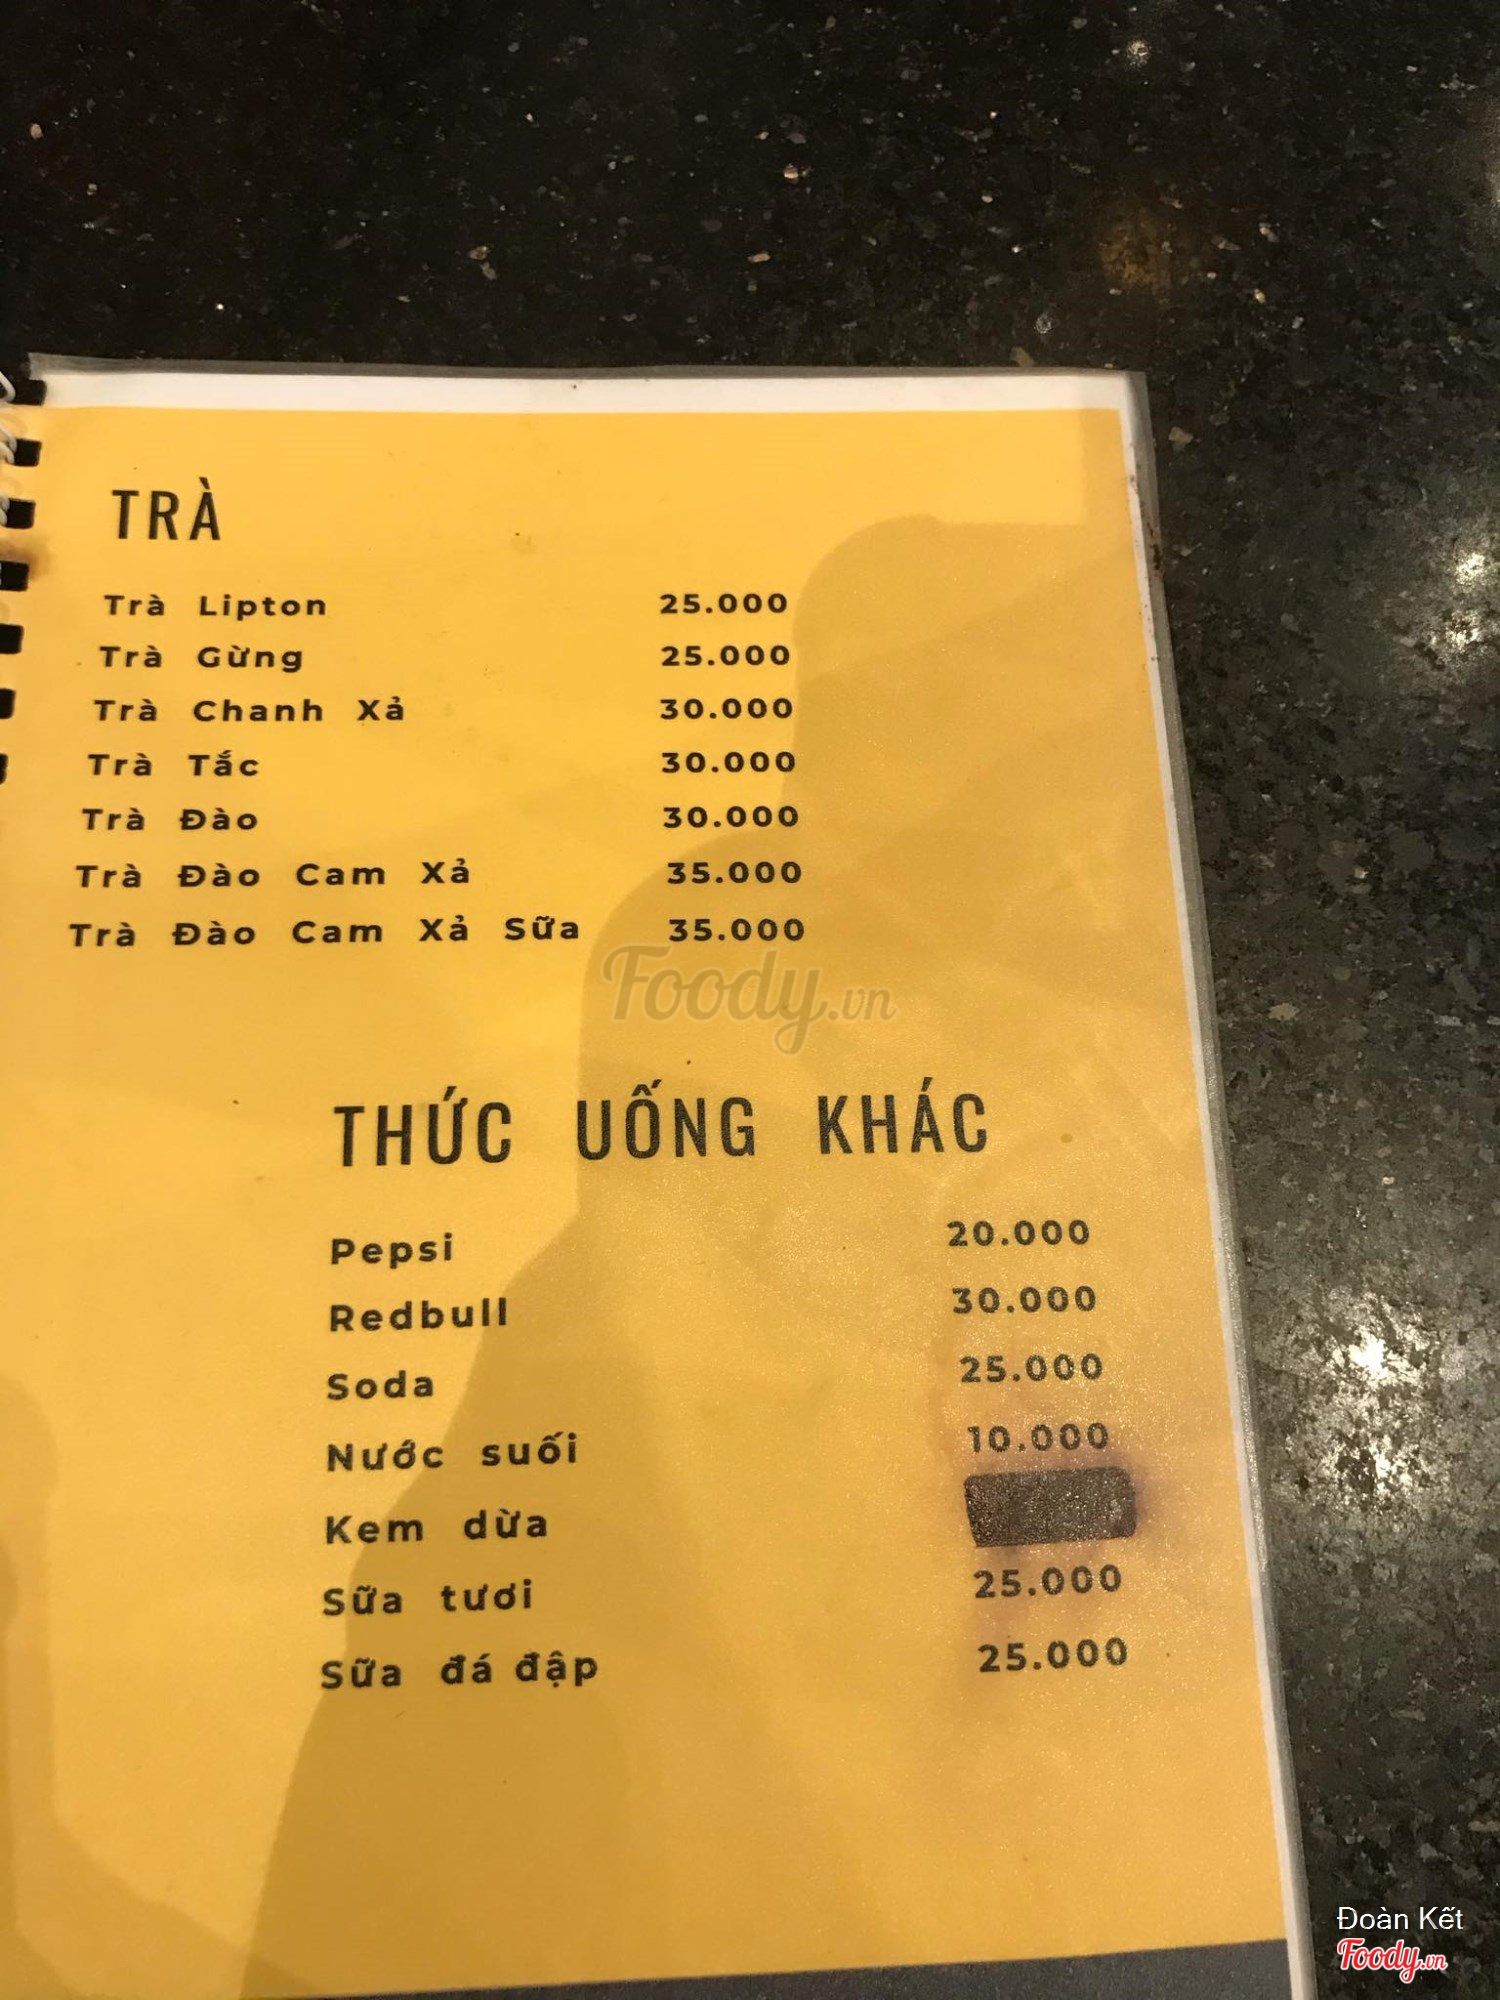 TRÀ
Trà Lipton 25.000
Trà Gừng 25.000
Trà Chanh Xả 30.000
Trà Tắc 30.000
Trà Đào 30.000
Trà Đào Cam Xả 35.000
Trà Đào Cam Xả Sữa 35.000
Foody.vn
THỨC UỐNG KHÁC
Pepsi 20.000
Redbull 30.000
Soda 25.000
Nước suối 10.000
Kem dừa
Sữa tươi 25.000
Sữa đá đập 25.000
Đoàn Kết
Foody.vn